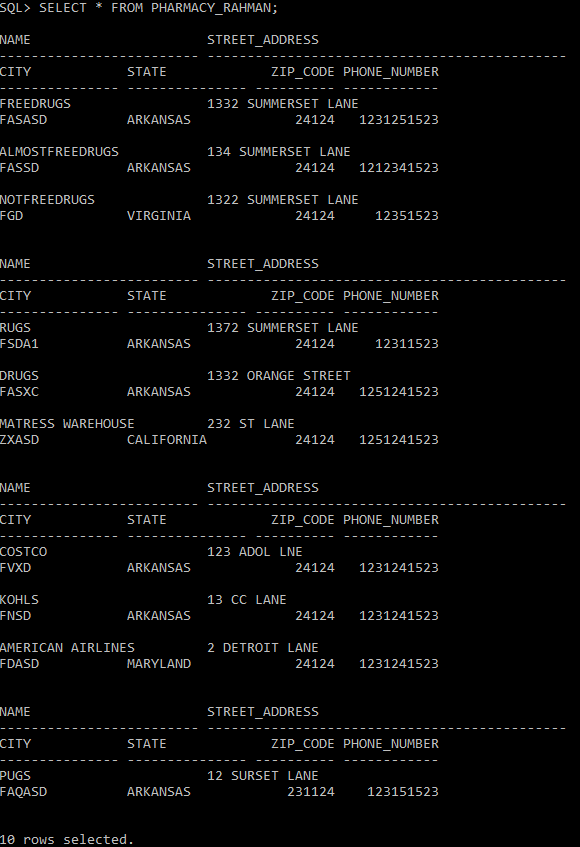 SQL> SELECT * FROM PHARMACY_RAHMAN;
NAME                      STREET_ADDRESS
------------------------- ---------------------------------------------
CITY            STATE             ZIP_CODE PHONE_NUMBER
--------------- --------------- ---------- ------------
FREEDRUGS                 1332 SUMMERSET LANE
FASASD          ARKANSAS             24124   1231251523
ALMOSTFREEDRUGS           134 SUMMERSET LANE
FASSD           ARKANSAS             24124   1212341523
NOTFREEDRUGS              1322 SUMMERSET LANE
FGD             VIRGINIA             24124     12351523
NAME                      STREET_ADDRESS
------------------------- ---------------------------------------------
CITY            STATE             ZIP_CODE PHONE_NUMBER
--------------- --------------- ---------- ------------
RUGS                      1372 SUMMERSET LANE
FSDA1           ARKANSAS             24124     12311523
DRUGS                     1332 ORANGE STREET
FASXC           ARKANSAS             24124   1251241523
MATRESS WAREHOUSE         232 ST LANE
ZXASD           CALIFORNIA           24124   1251241523
NAME                      STREET_ADDRESS
------------------------- ---------------------------------------------
CITY            STATE             ZIP_CODE PHONE_NUMBER
--------------- --------------- ---------- ------------
COSTCO                    123 ADOL LNE
FVXD            ARKANSAS             24124   1231241523
KOHLS                     13 CC LANE
FNSD            ARKANSAS             24124   1231241523
AMERICAN AIRLINES         2 DETROIT LANE
FDASD           MARYLAND             24124   1231241523
NAME                      STREET_ADDRESS
------------------------- ---------------------------------------------
CITY            STATE             ZIP_CODE PHONE_NUMBER
--------------- --------------- ---------- ------------
PUGS                      12 SURSET LANE
FAQASD          ARKANSAS            231124    123151523
10 rows selected.